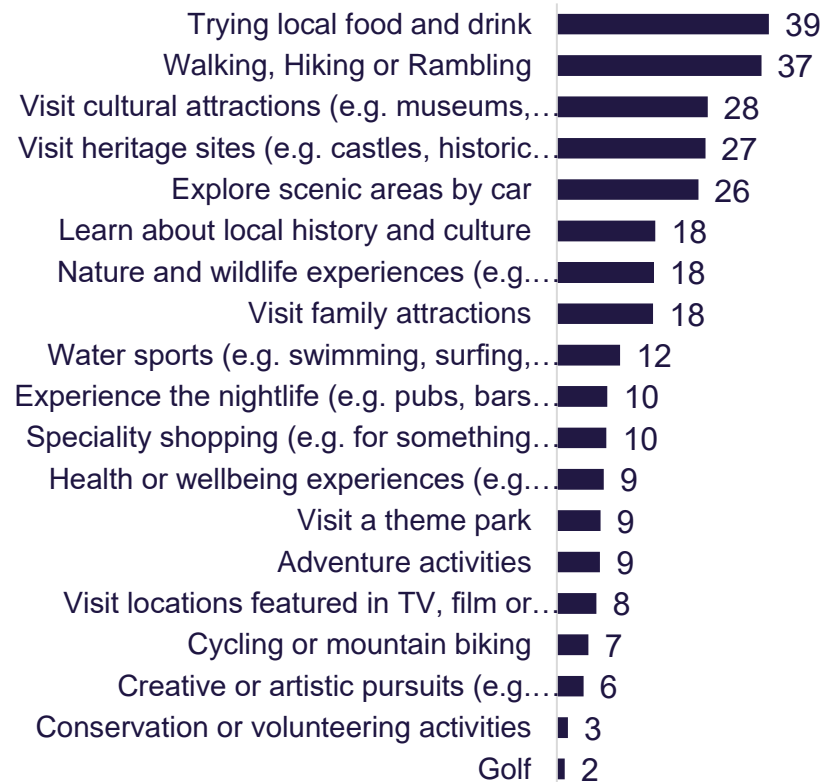 Trying local food and drink 39
Walking, Hiking or Rambling 37
Visit cultural attractions (e.g. museums,… 28
Visit heritage sites (e.g. castles, historic… 27
Explore scenic areas by car 26
Learn about local history and culture 18
Nature and wildlife experiences (e.g.… 18
Visit family attractions 18
Water sports (e.g. swimming, surfing,… 12
Experience the nightlife (e.g. pubs, bars… 10
Speciality shopping (e.g. for something… 10
Health or wellbeing experiences (e.g.… 9
Visit a theme park 9
Adventure activities 9
Visit locations featured in TV, film or… 8
Cycling or mountain biking 7
Creative or artistic pursuits (e.g.… 6
Conservation or volunteering activities 3
Golf 2